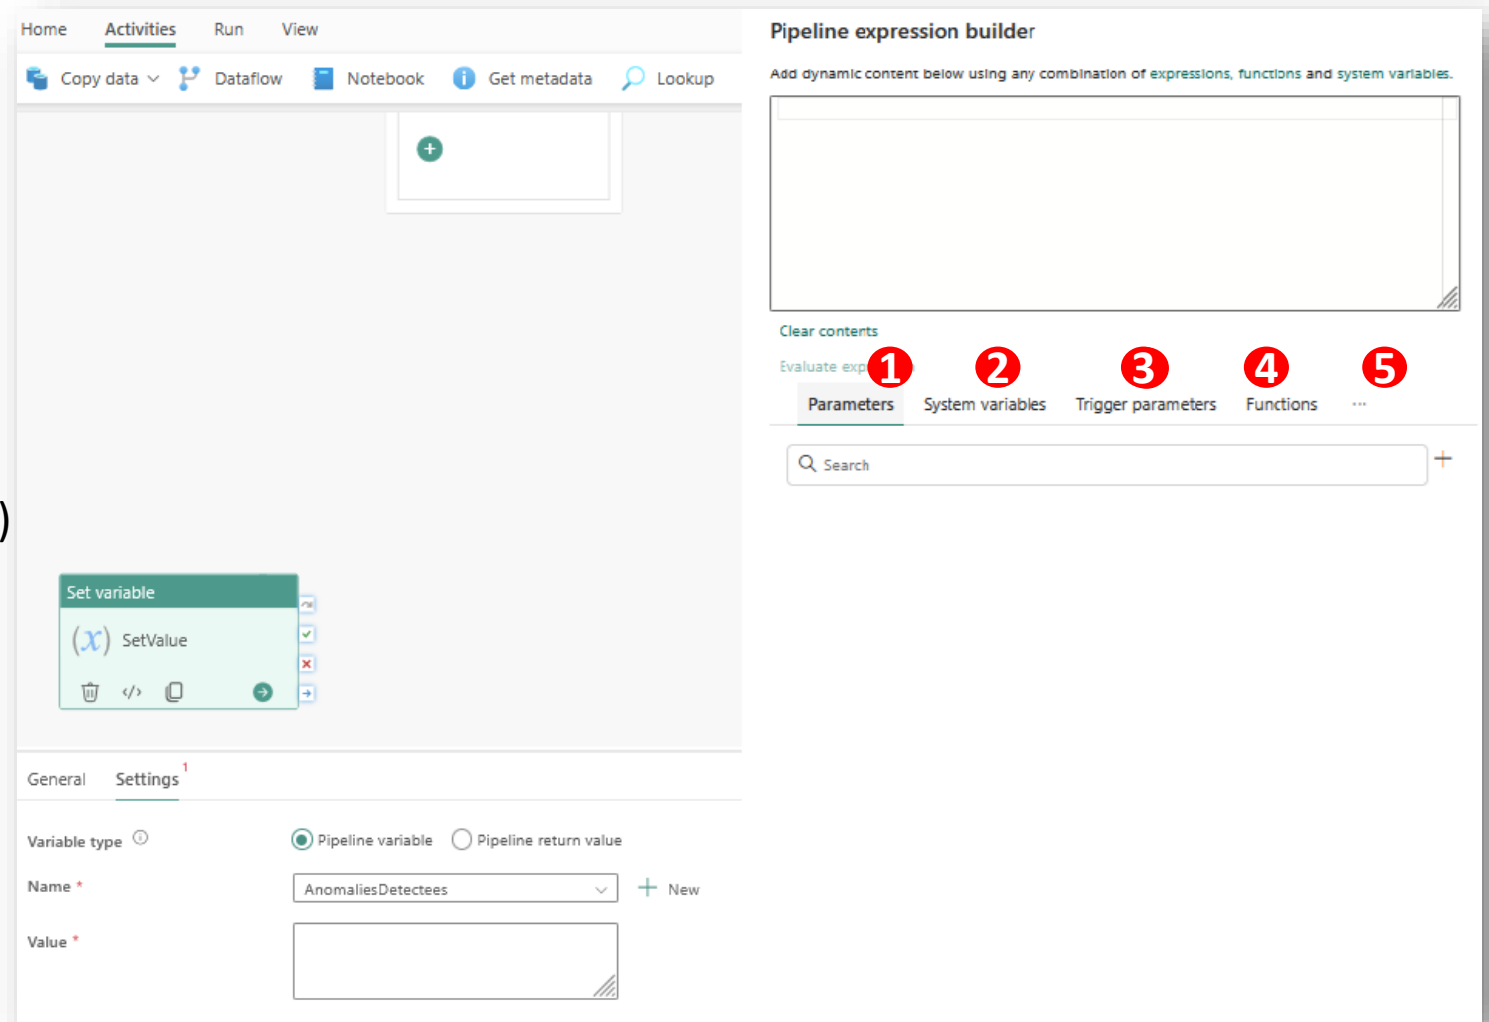 Home Activities Run View
Copy data Dataflow Notebook Get metadata Lookup
)
Set variable
(x) SetValue
</>
General Settings 1
Variable type
Pipeline variable Pipeline return value
Name *
AnomaliesDetectees
New
Value *
Pipeline expression builder
Add dynamic content below using any combination of expressions, functions and system variables.
Clear contents
Evaluate exp
1 2 3 4 5
Parameters System variables Trigger parameters Functions ...
Search